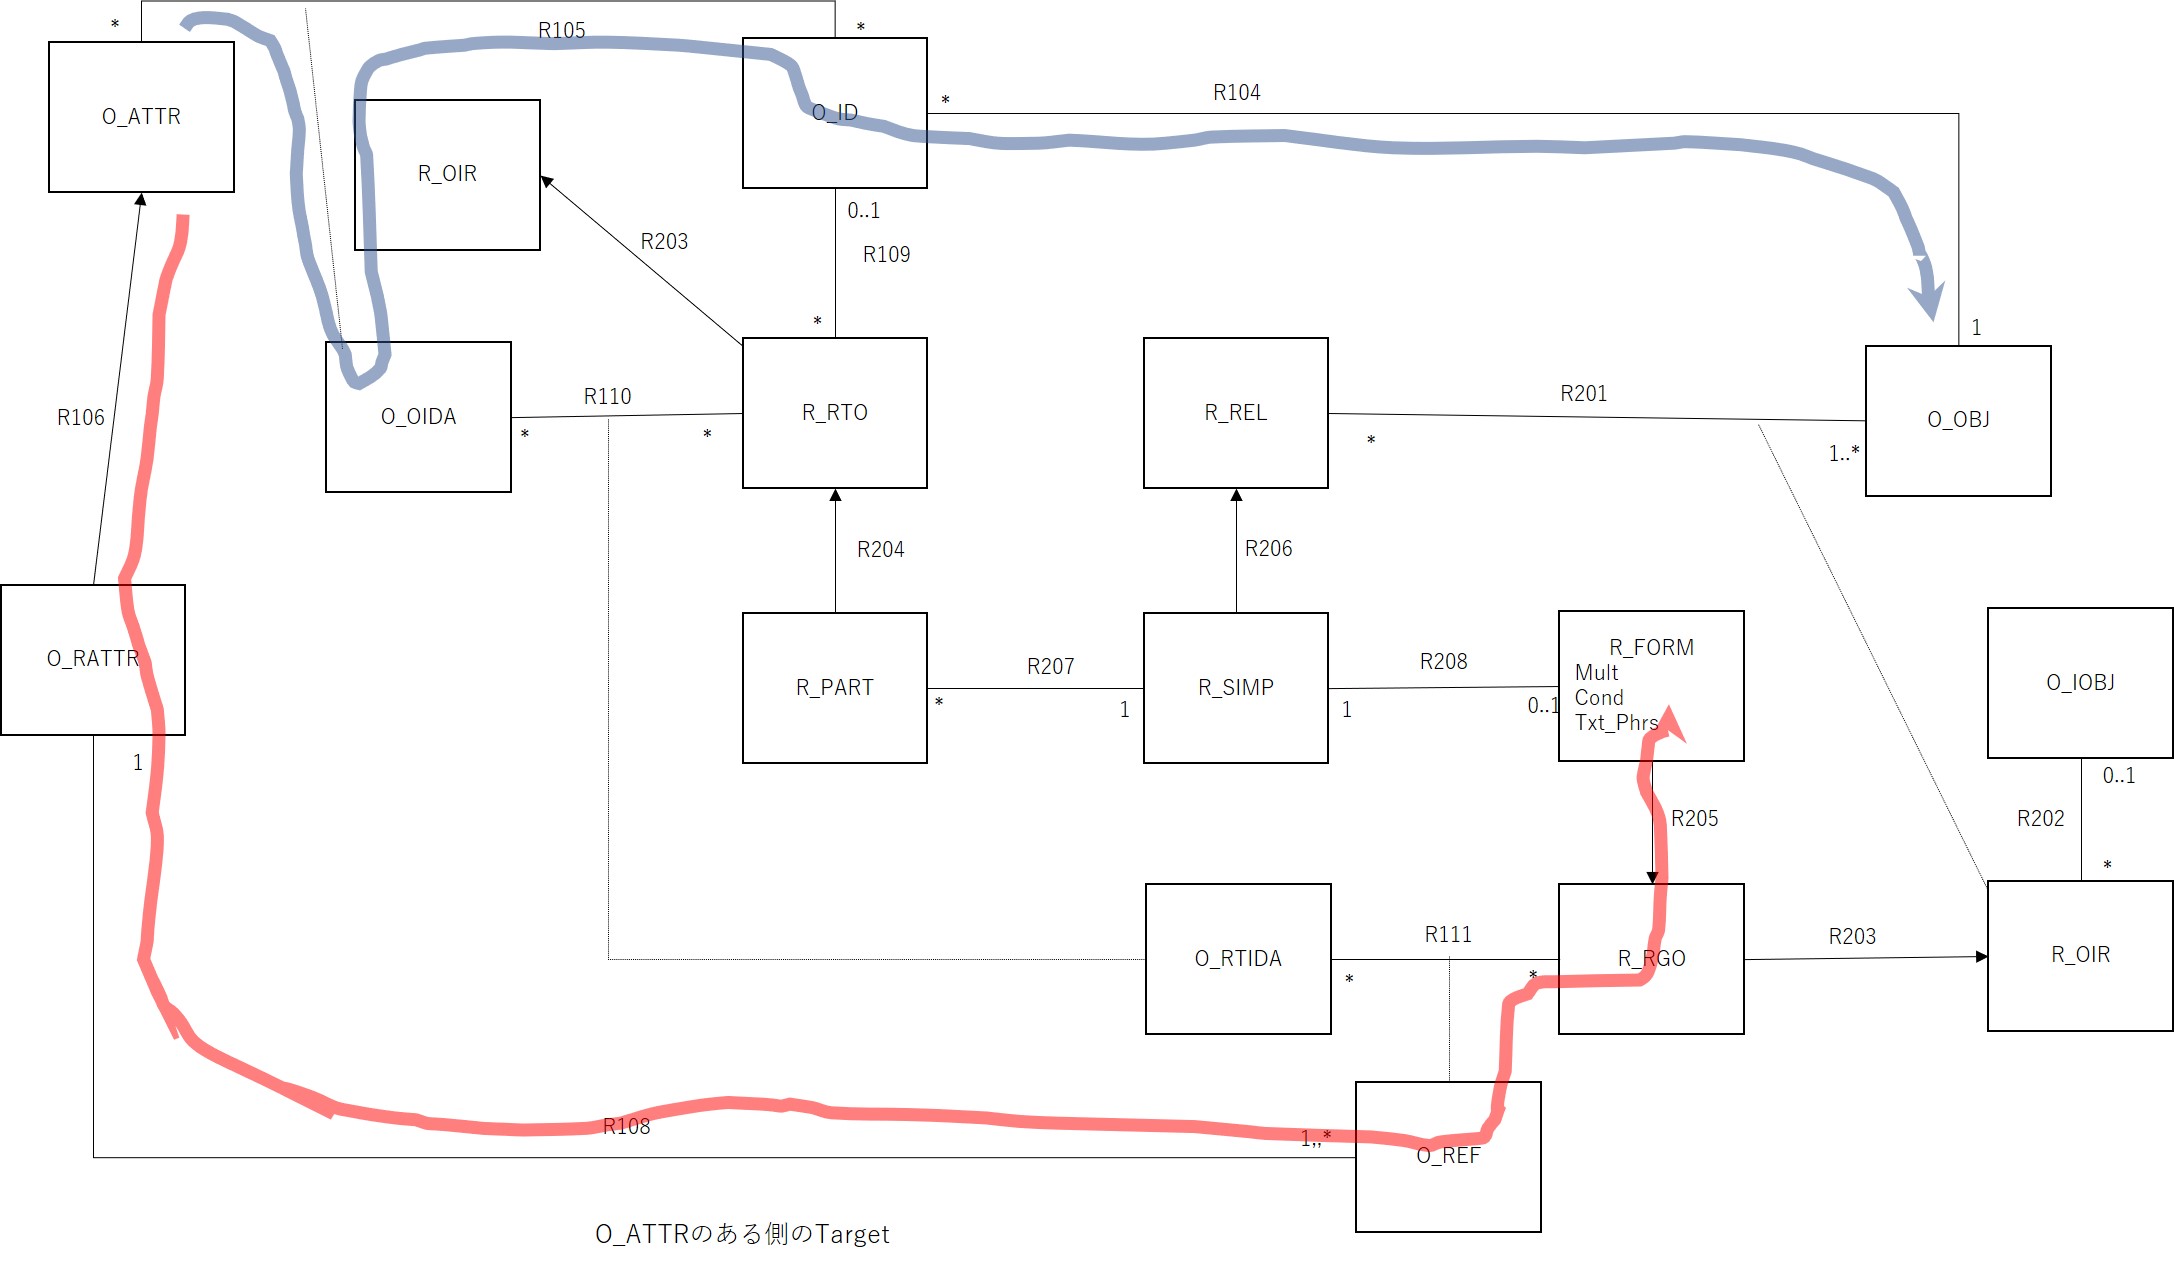 *
R105
*
O_ATTR
O_ID
*
R104
R_OIR
0..1
R203
R109
*
1
R106
O_OIDA
R110
*
*
R_RTO
R_REL
*
R201
1..*
O_OBJ
R204
R206
O_RATTR
1
R_PART
*
R207
1
R_SIMP
1
R208
0..1
R_FORM
Mult
Cond
Txt_Phrs
O_IOBJ
0..1
R205
R202
*
O_RTIDA
*
R111
*
R_RGO
R203
R_OIR
R108
1,,*
O_REF
O_ATTRのある側のTarget